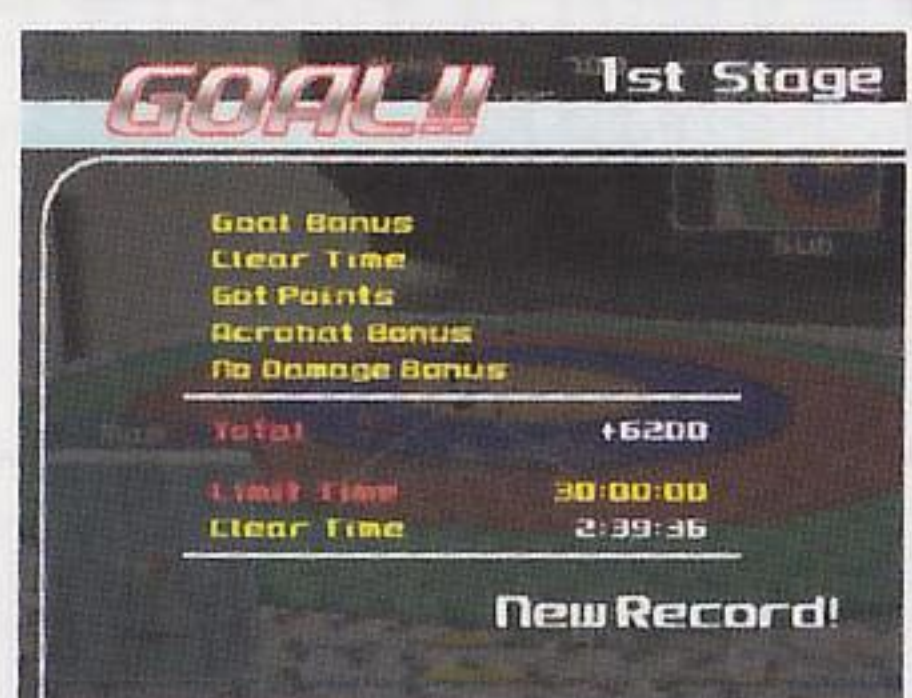 GOAL!!!
1st Stage
Goal Bonus
Clear Time
Got Points
Acrobat Bonus
No Damage Bonus
Total +6200
Limit Time 30:00:00
Clear Time 2:39:36
New Record!